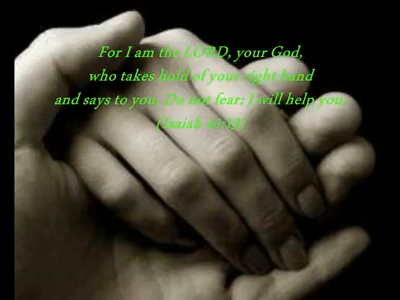 For I am the LORD, your God,
who takes hold of your right hand
and says to you, Do not fear; I will help you.
(Isaiah 41:13)